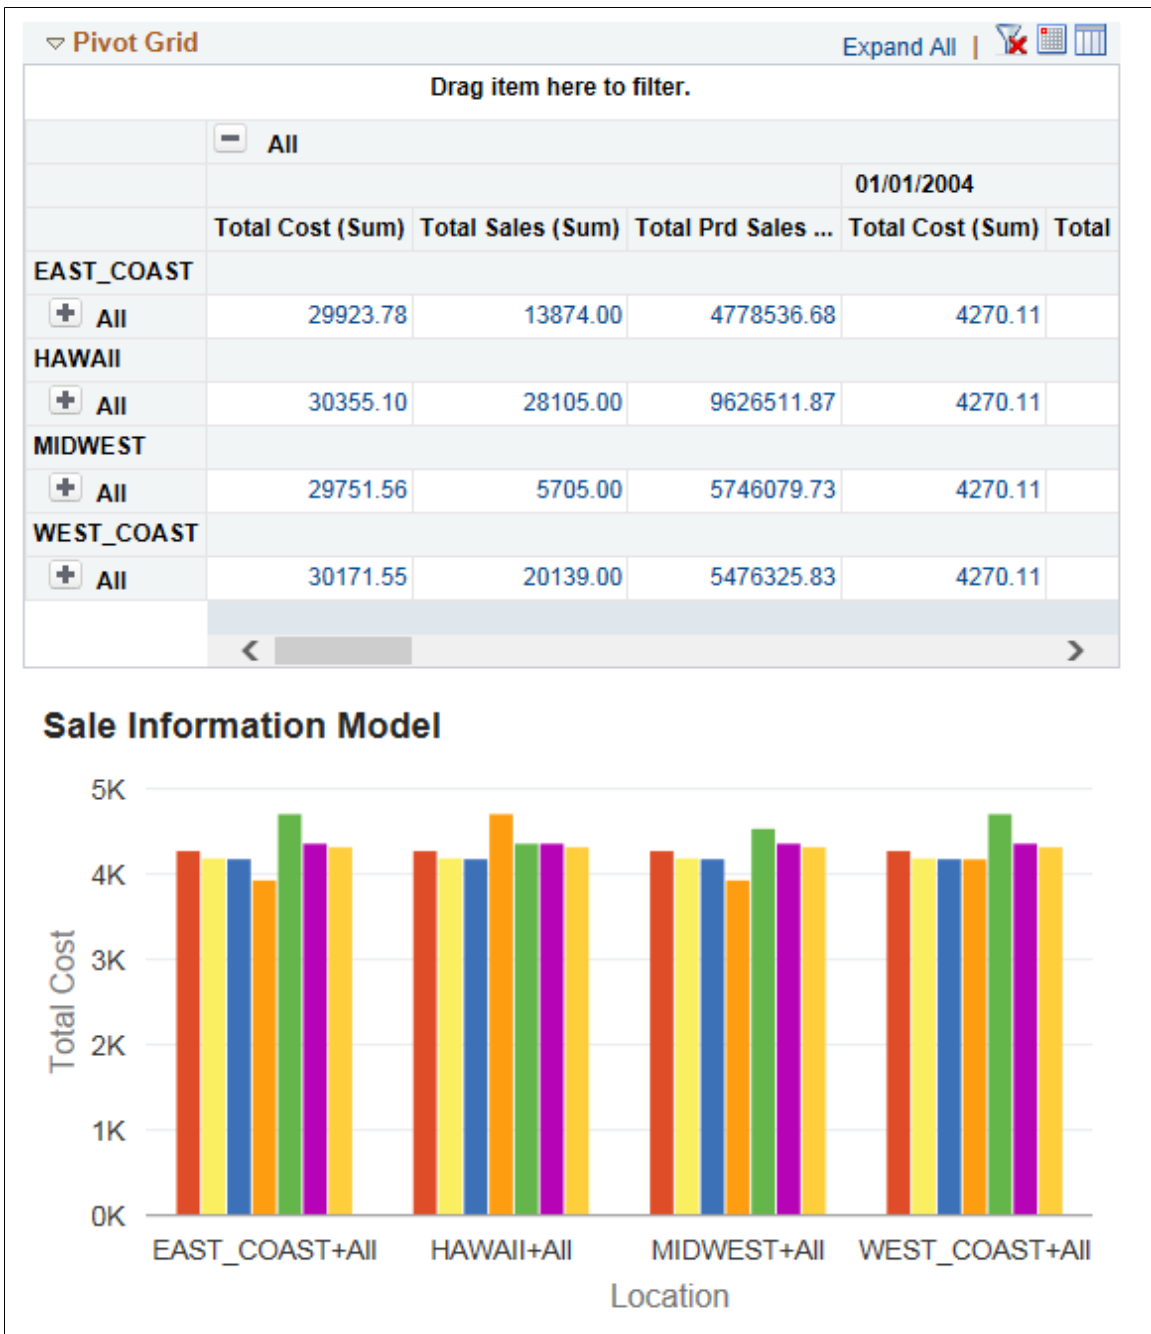 Pivot Grid Expand All |
Drag item here to filter.
All
01/01/2004
Total Cost (Sum) Total Sales (Sum) Total Prd Sales ... Total Cost (Sum) Total
EAST_COAST
All 29923.78 13874.00 4778536.68 4270.11
HAWAII
All 30355.10 28105.00 9626511.87 4270.11
MIDWEST
All 29751.56 5705.00 5746079.73 4270.11
WEST_COAST
All 30171.55 20139.00 5476325.83 4270.11
Sale Information Model
5K
4K
3K
2K
1K
0K
Total Cost
EAST_COAST+All HAWAII+All MIDWEST+All WEST_COAST+All
Location